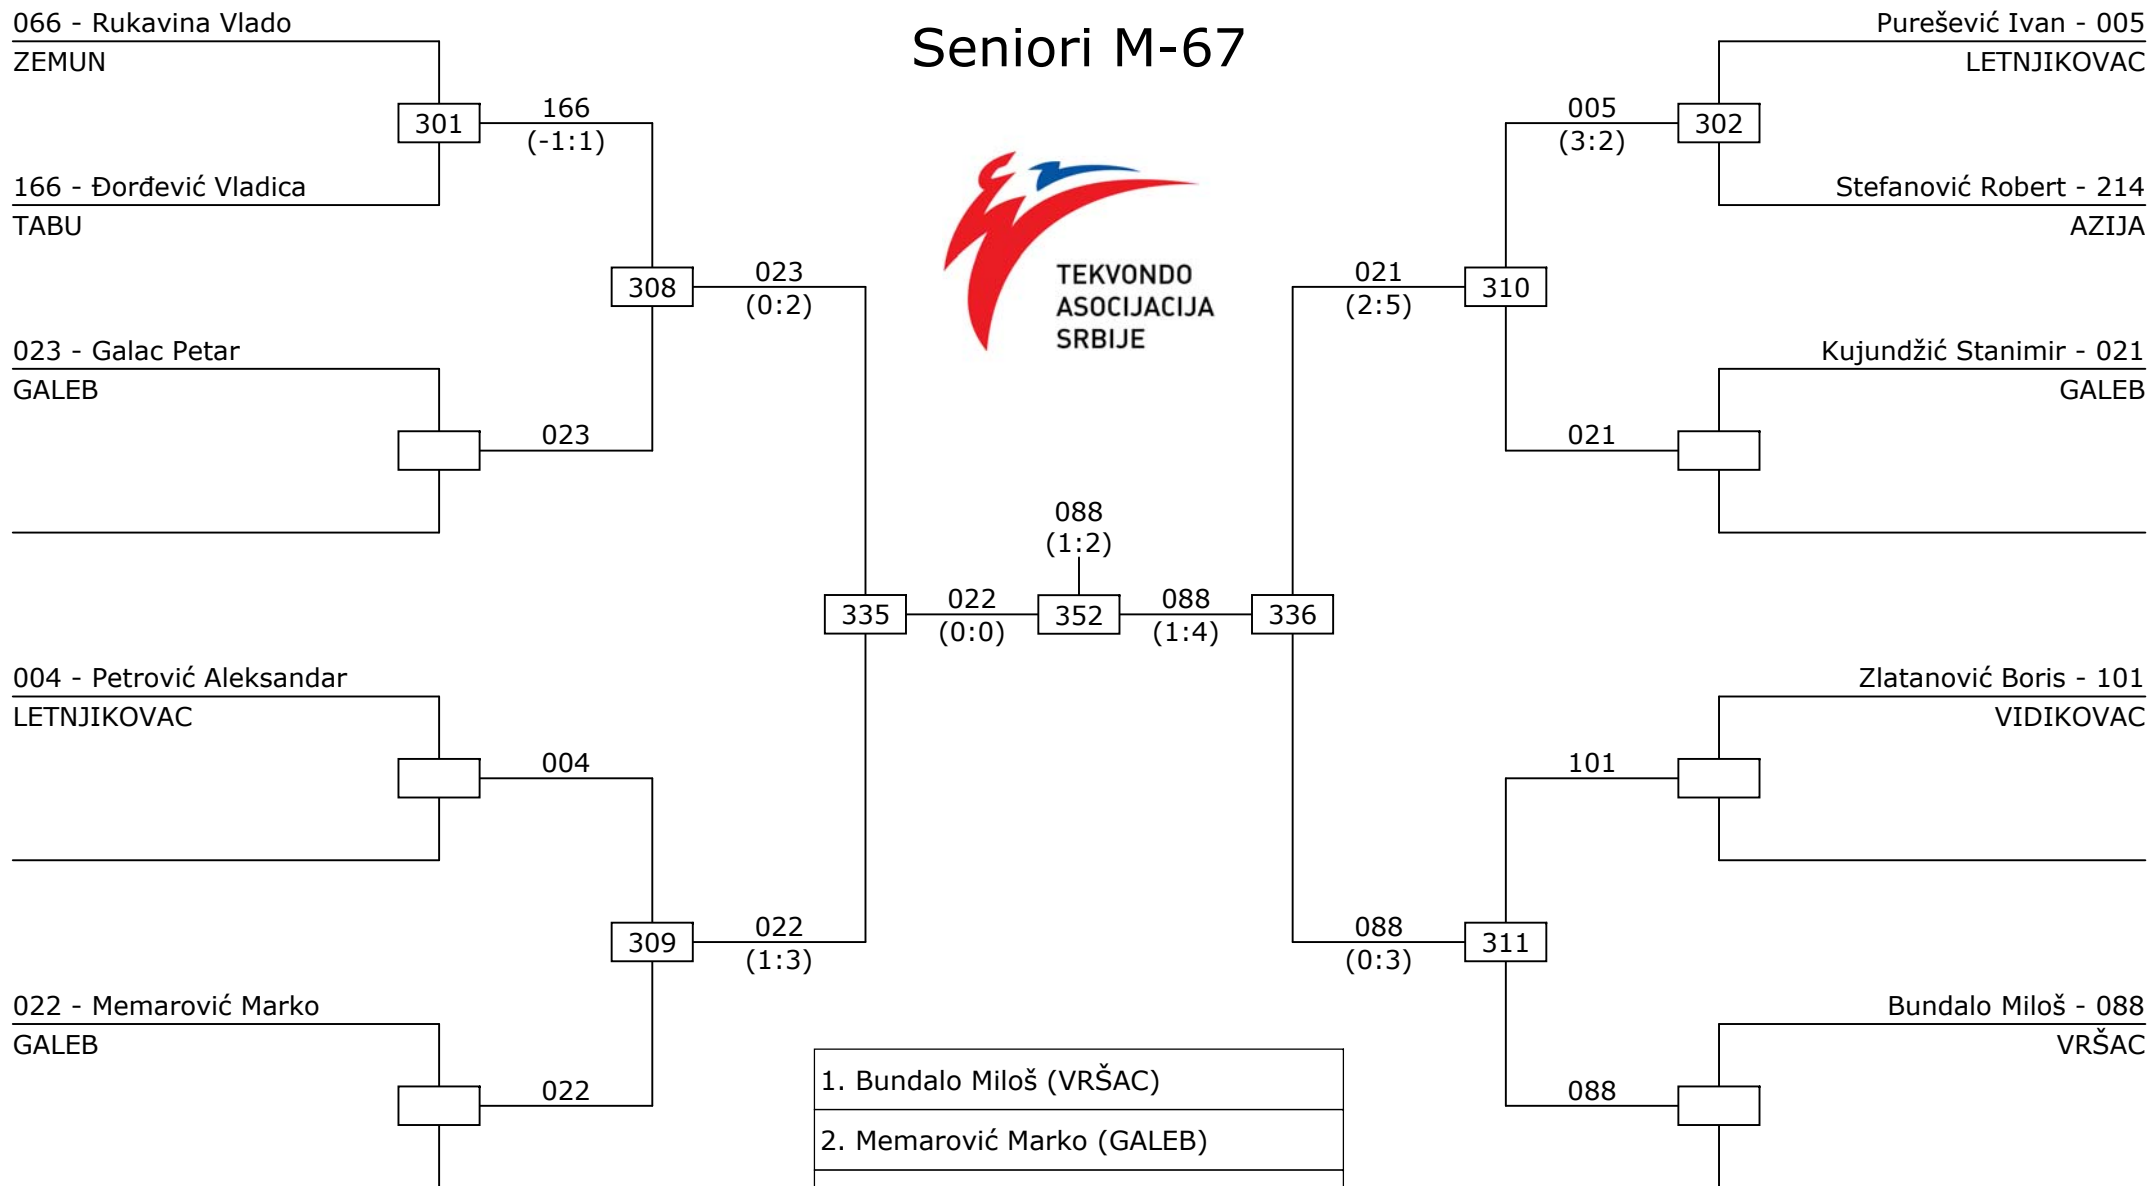 Seniori M-67
066 - Rukavina Vlado
ZEMUN
301
166
(-1:1)
166 - Đorđević Vladica
TABU
308
023
(0:2)
023 - Galac Petar
GALEB
023
004 - Petrović Aleksandar
LETNJIKOVAC
004
309
022
(1:3)
022 - Memarović Marko
GALEB
022
335
022
(0:0)
TEKVONDO
ASOCIJACIJA
SRBIJE
088
(1:2)
352
088
(1:4)
336
Purešević Ivan - 005
LETNJIKOVAC
005
(3:2)
302
Stefanović Robert - 214
AZIJA
021
(2:5)
310
Kujundžić Stanimir - 021
GALEB
021
Zlatanović Boris - 101
VIDIKOVAC
101
088
(0:3)
311
Bundalo Miloš - 088
VRŠAC
088
1. Bundalo Miloš (VRŠAC)
2. Memarović Marko (GALEB)